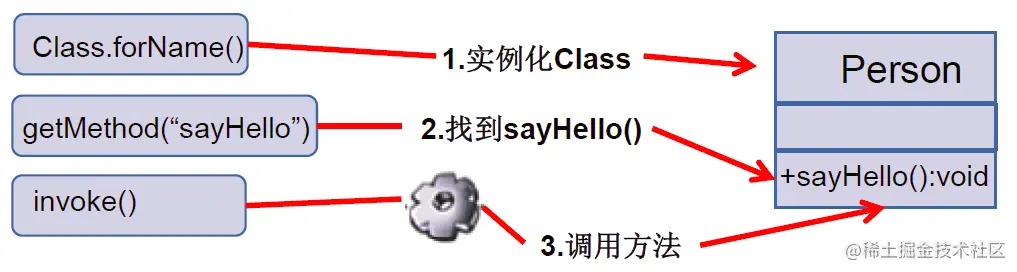 Class.forName()
1.实例化Class
Person
getMethod(“sayHello”)
2.找到sayHello()
+sayHello():void
invoke()
3.调用方法
@稀土掘金技术社区